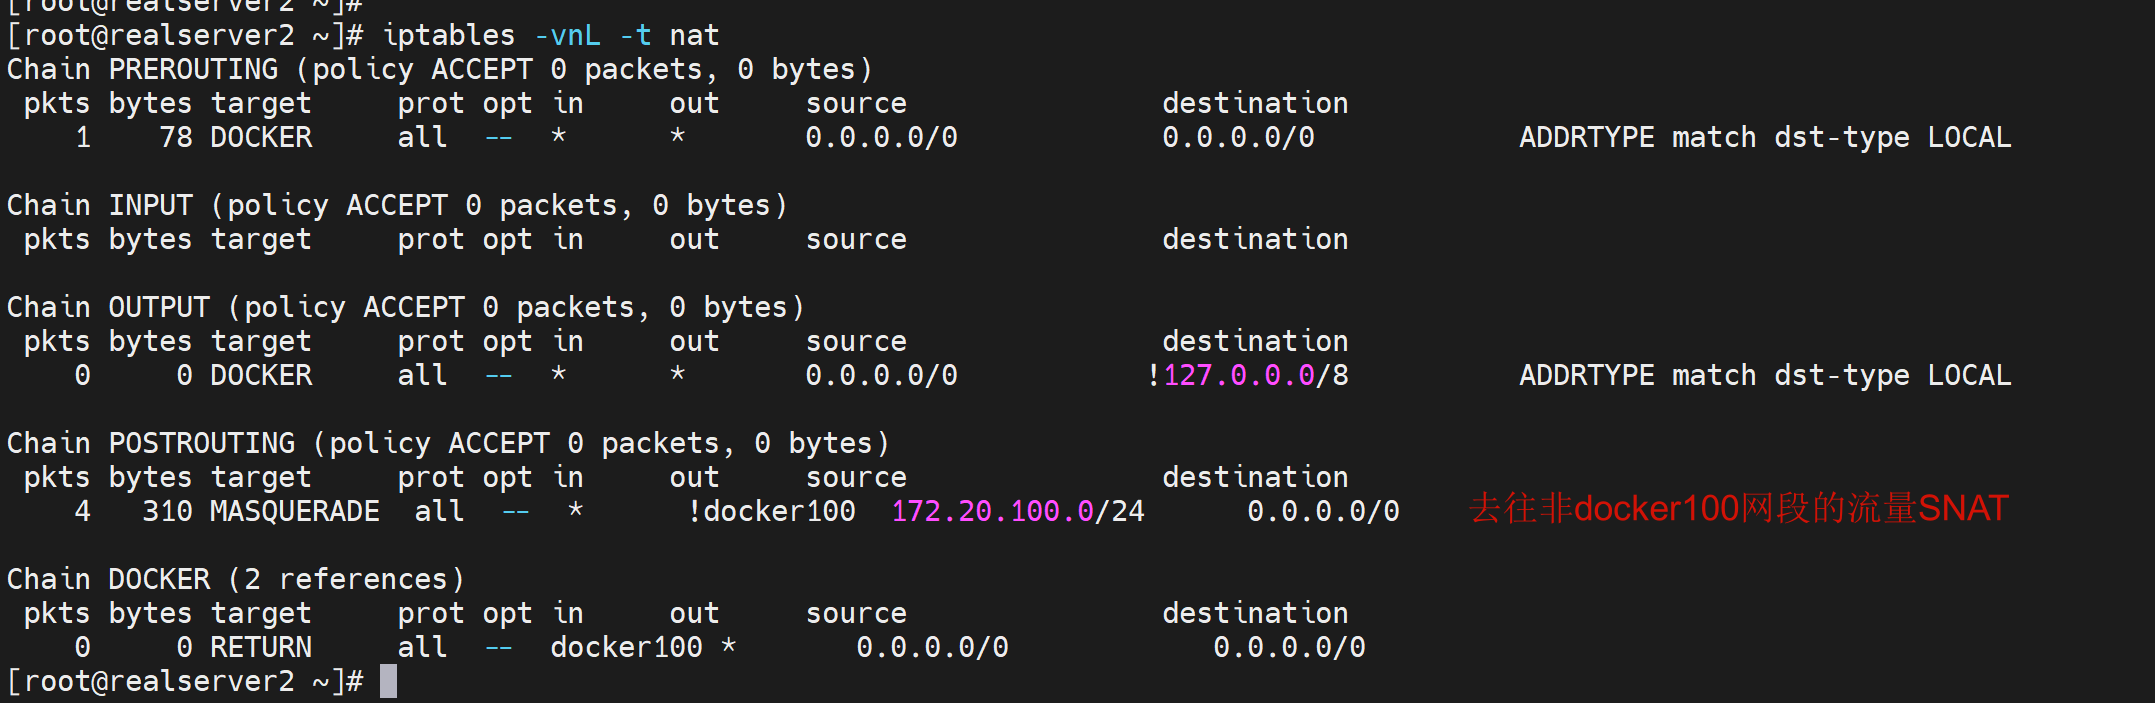 [root@realserver2 ~]#
[root@realserver2 ~]# iptables -vnL -t nat
Chain PREROUTING (policy ACCEPT 0 packets, 0 bytes)
 pkts bytes target     prot opt in     out     source               destination
    1    78 DOCKER     all  --  *      *       0.0.0.0/0            0.0.0.0/0            ADDRTYPE match dst-type LOCAL

Chain INPUT (policy ACCEPT 0 packets, 0 bytes)
 pkts bytes target     prot opt in     out     source               destination

Chain OUTPUT (policy ACCEPT 0 packets, 0 bytes)
 pkts bytes target     prot opt in     out     source               destination
    0     0 DOCKER     all  --  *      *       0.0.0.0/0           !127.0.0.0/8          ADDRTYPE match dst-type LOCAL

Chain POSTROUTING (policy ACCEPT 0 packets, 0 bytes)
 pkts bytes target     prot opt in     out     source               destination
    4   310 MASQUERADE  all  --  *      !docker100  172.20.100.0/24      0.0.0.0/0    去往非docker100网段的流量SNAT

Chain DOCKER (2 references)
 pkts bytes target     prot opt in     out     source               destination
    0     0 RETURN     all  --  docker100 *       0.0.0.0/0            0.0.0.0/0
[root@realserver2 ~]#